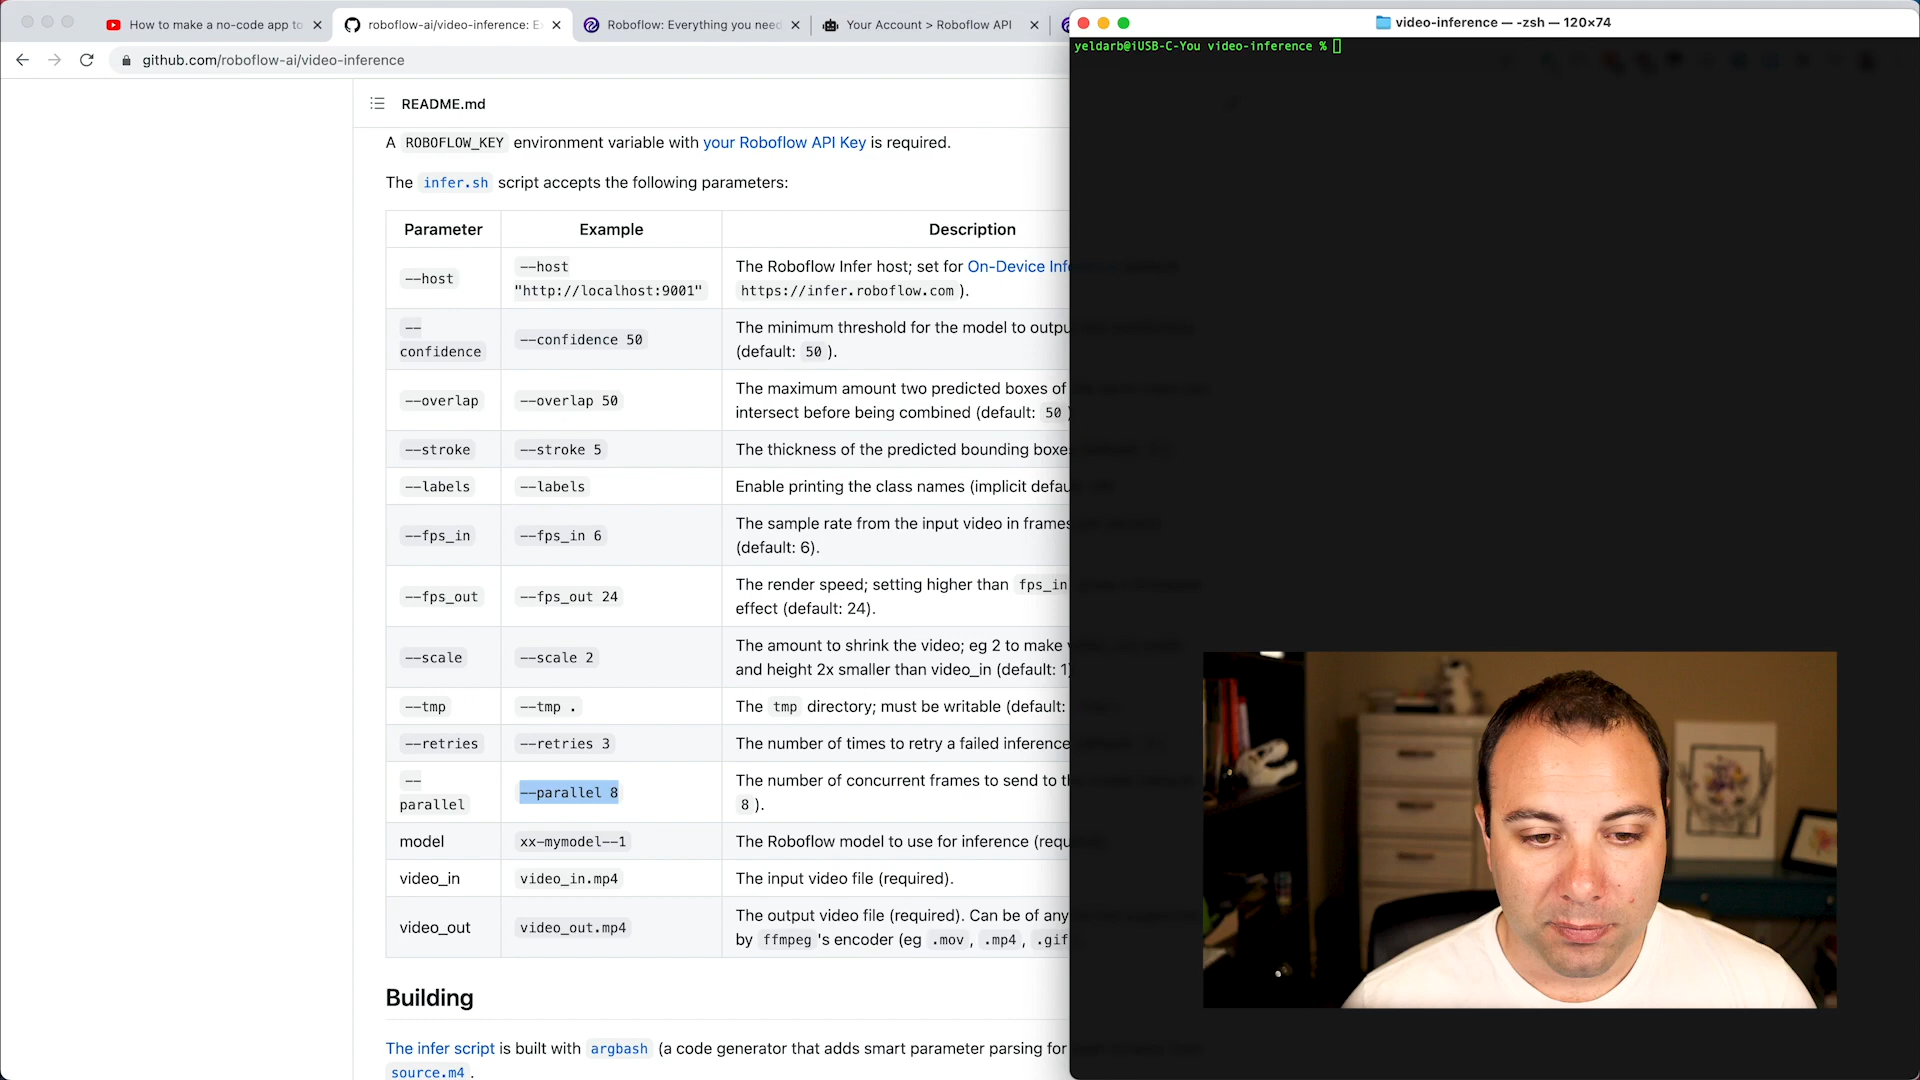 How to make a no-code app to
roboflow-ai/video-inference: E
Roboflow: Everything you need
Your Account > Roboflow API
video-inference — -zsh — 120×74
github.com/roboflow-ai/video-inference
yeldarb@iUSB-C-You video-inference %
README.md
A ROBOFLOW_KEY environment variable with your Roboflow API Key is required.
The infer.sh script accepts the following parameters:
Parameter Example Description
--host
--host
"http://localhost:9001"
The Roboflow Infer host; set for On-Device Inf
https://infer.roboflow.com ).
--
confidence
--confidence 50
The minimum threshold for the model to outpu
(default: 50 ).
--overlap
--overlap 50
The maximum amount two predicted boxes of
intersect before being combined (default: 50 )
--stroke
--stroke 5
The thickness of the predicted bounding boxe
--labels
--labels
Enable printing the class names (implicit defau
--fps_in
--fps_in 6
The sample rate from the input video in frames
(default: 6).
--fps_out
--fps_out 24
The render speed; setting higher than fps_in
effect (default: 24).
--scale
--scale 2
The amount to shrink the video; eg 2 to make
and height 2x smaller than video_in (default: 1)
--tmp
--tmp .
The tmp directory; must be writable (default:
--retries
--retries 3
The number of times to retry a failed inference
--
parallel
--parallel 8
The number of concurrent frames to send to th
8 ).
model
xx-mymodel--1
The Roboflow model to use for inference (requ
video_in
video_in.mp4
The input video file (required).
video_out
video_out.mp4
The output video file (required). Can be of any
by ffmpeg 's encoder (eg .mov , .mp4 , .gif
Building
The infer script is built with argbash (a code generator that adds smart parameter parsing for
source.m4 .